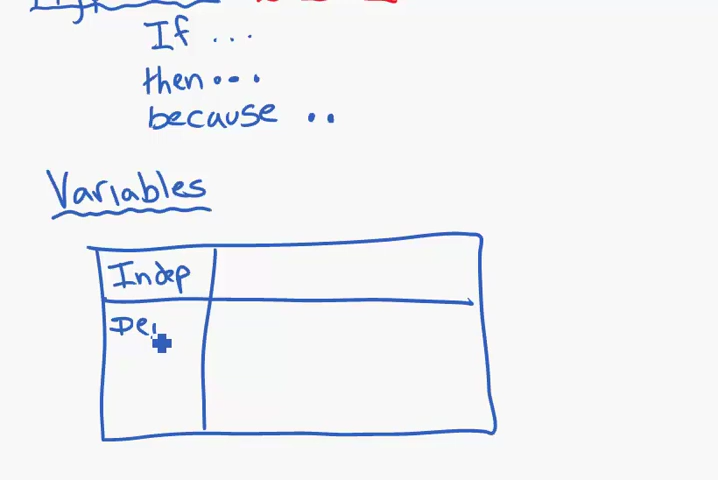 If ...
then...
because ..
Variables
Indep
De